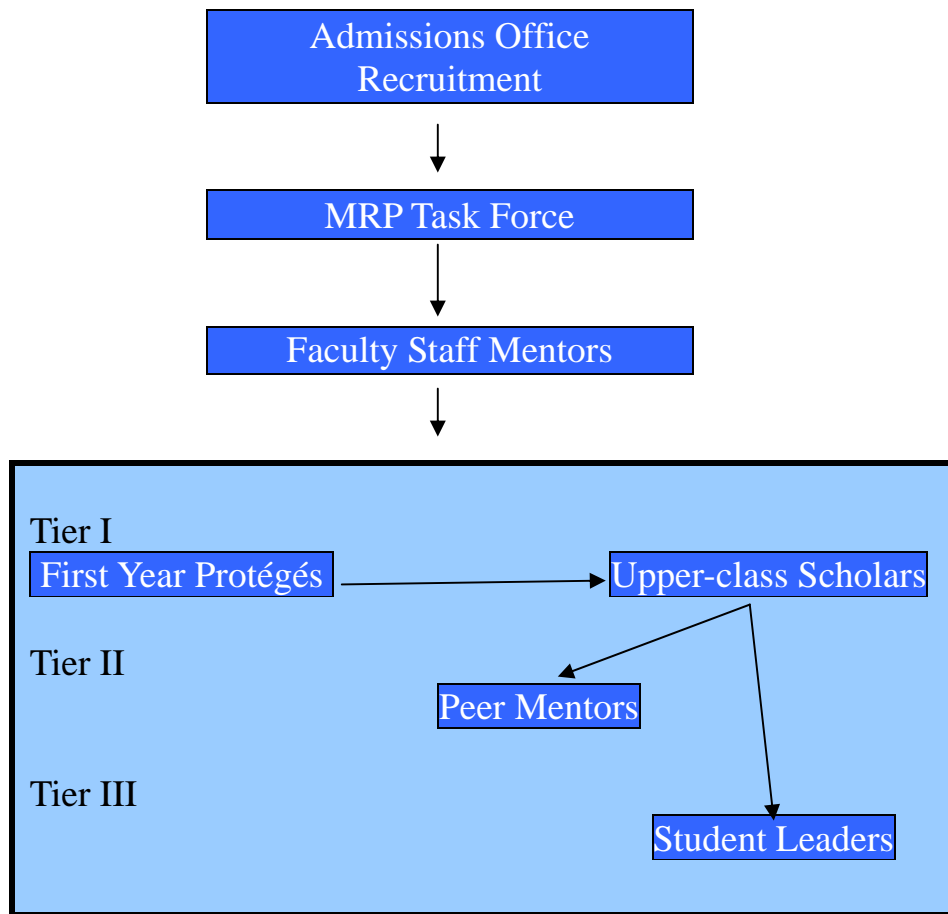 Admissions Office
Recruitment
MRP Task Force
Faculty Staff Mentors
Tier I
First Year Protégés
Upper-class Scholars
Tier II
Peer Mentors
Tier III
Student Leaders